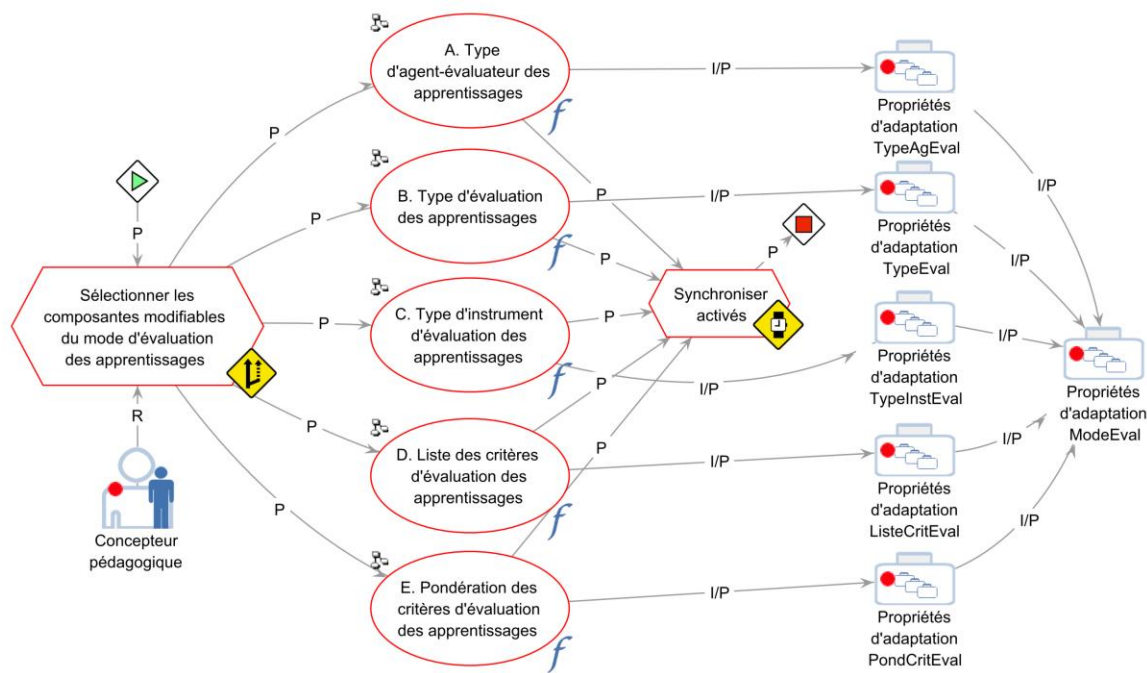 A. Type
d'agent-évaluateur des
apprentissages
I/P
Propriétés
d'adaptation
TypeAgEval
P
P
I/P
B. Type d'évaluation
des apprentissages
P
I/P
Propriétés
d'adaptation
TypeEval
P
P
P
I/P
Sélectionner les
composantes modifiables
du mode d'évaluation
des apprentissages
P
C. Type d'instrument
d'évaluation des
apprentissages
P
Synchroniser
activés
I/P
Propriétés
d'adaptation
TypeInstEval
I/P
Propriétés
d'adaptation
ModeEval
R
Concepteur
pédagogique
P
D. Liste des critères
d'évaluation des
apprentissages
P
I/P
Propriétés
d'adaptation
ListeCritEval
I/P
P
E. Pondération des
critères d'évaluation
des apprentissages
P
I/P
Propriétés
d'adaptation
PondCritEval
I/P
f
f
f
f
f